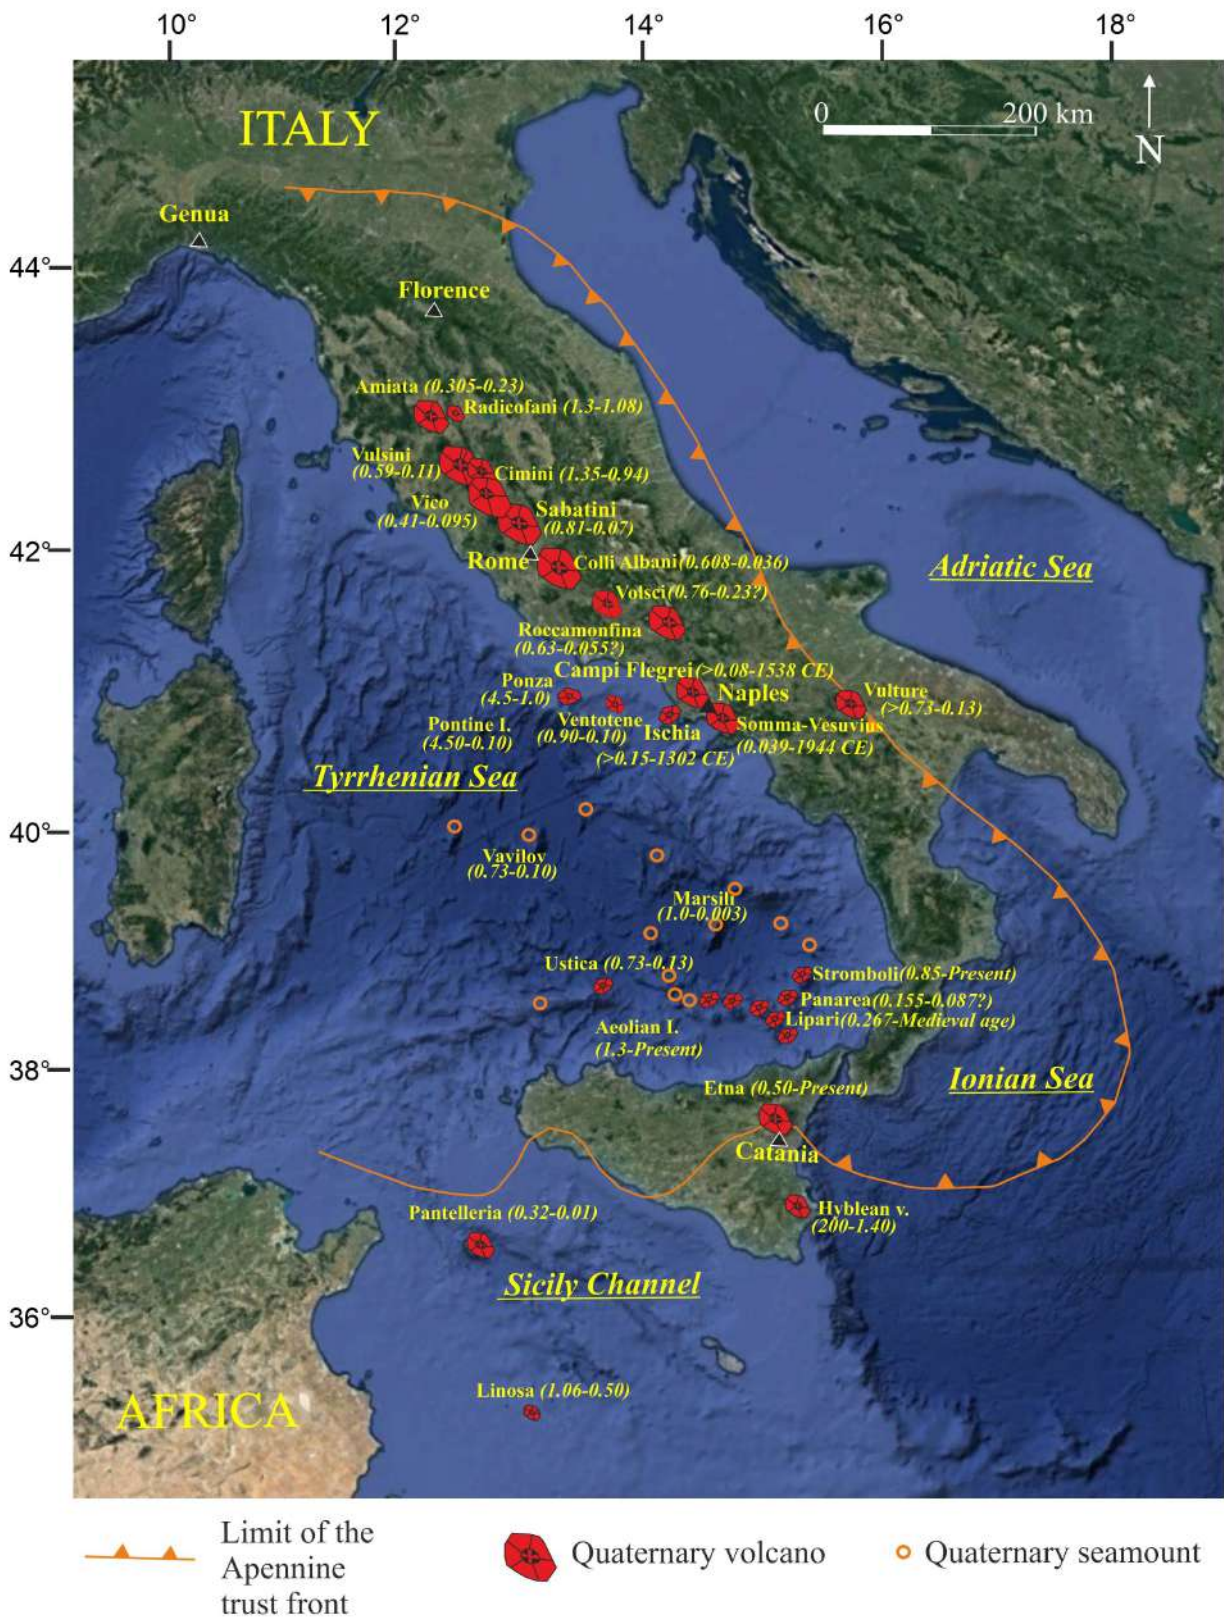 10° 12° 14° 16° 18°
ITALY
0 200 km
N
Genua
44°
Florence
Amiata (0.305-0.23)
Radicofani (1.3-1.08)
Vulsini
(0.59-0.11)
Cimini (1.35-0.94)
Vico
(0.41-0.095)
Sabatini
(0.81-0.07)
42°
Rome
Colli Albani (0.608-0.036)
Adriatic Sea
Volsci (0.76-0.23?)
Roccamonfina
(0.63-0.055?)
Campi Flegrei (>0.08-1538 CE)
Ponza
(4.5-1.0)
Naples
Vulture
(>0.73-0.13)
Pontine I.
(4.50-0.10)
Ventotene
(0.90-0.10)
Ischia
(>0.15-1302 CE)
Somma-Vesuvius
(0.039-1944 CE)
Tyrrhenian Sea
40°
Vavilov
(0.73-0.10)
Marsili
(1.0-0.003)
Ustica (0.73-0.13)
Stromboli (0.85-Present)
Panarea (0.155-0.087?)
Lipari (0.267-Medieval age)
Aeolian I.
(1.3-Present)
38°
Etna (0.50-Present)
Ionian Sea
Catania
Pantelleria (0.32-0.01)
Hyblean v.
(200-1.40)
Sicily Channel
36°
Linosa (1.06-0.50)
AFRICA
Limit of the
Apennine
trust front
Quaternary volcano
Quaternary seamount